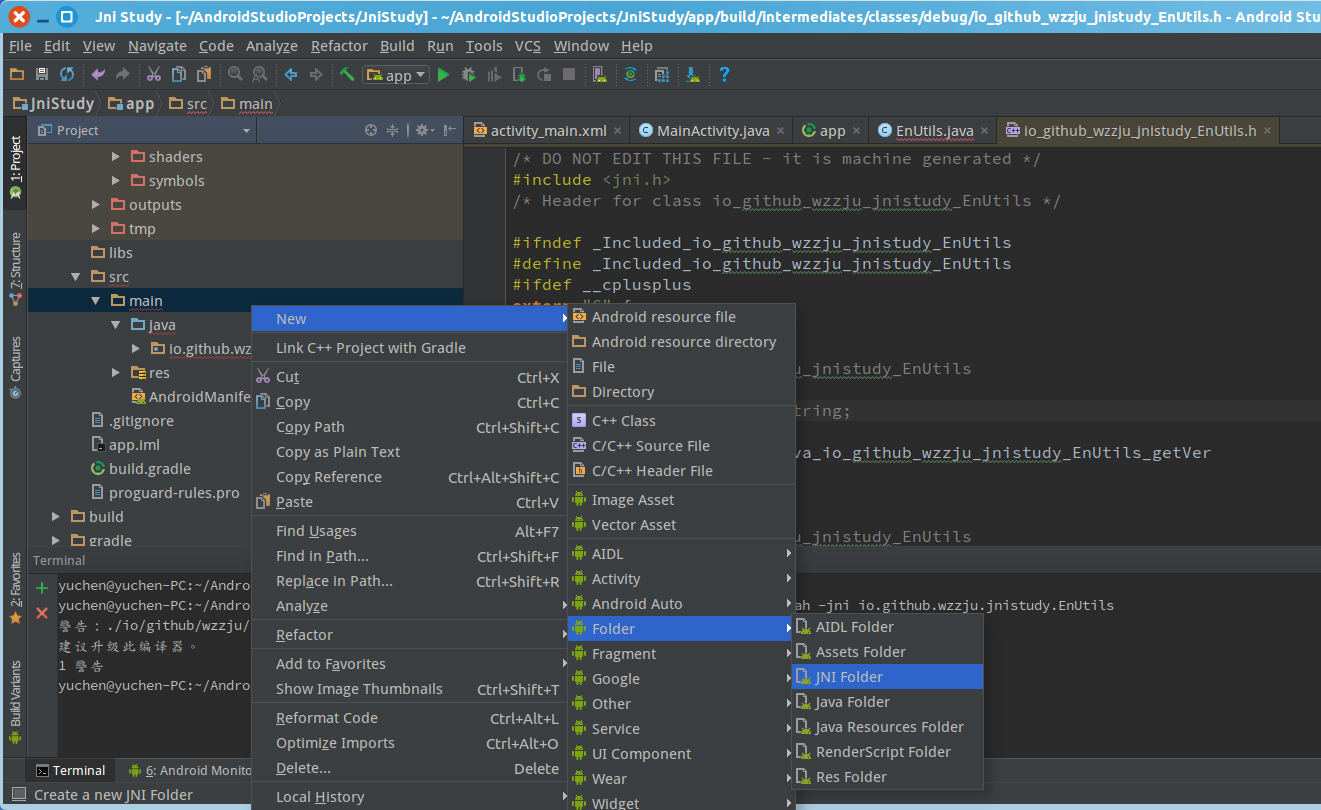 Jni Study - [~/AndroidStudioProjects/JniStudy] - ~/AndroidStudioProjects/JniStudy/app/build/intermediates/classes/debug/io_github_wzzju_jnistudy_EnUtils.h - Android Stu
File Edit View Navigate Code Analyze Refactor Build Run Tools VCS Window Help
app
JniStudy app src main
Project
activity_main.xml MainActivity.java app EnUtils.java io_github_wzzju_jnistudy_EnUtils.h
1: Project
Z: Structure
Captures
2: Favorites
Build Variants
shaders
symbols
outputs
tmp
libs
src
main
java
io.github.wz
res
AndroidManife
.gitignore
app.iml
build.gradle
proguard-rules.pro
build
gradle
/* DO NOT EDIT THIS FILE - it is machine generated */
#include <jni.h>
/* Header for class io_github_wzzju_jnistudy_EnUtils */
#ifndef _Included_io_github_wzzju_jnistudy_EnUtils
#define _Included_io_github_wzzju_jnistudy_EnUtils
#ifdef __cplusplus
_jnistudy_EnUtils
tring;
va_io_github_wzzju_jnistudy_EnUtils_getVer
_jnistudy_EnUtils
New
Link C++ Project with Gradle
Cut Ctrl+X
Copy Ctrl+C
Copy Path Ctrl+Shift+C
Copy as Plain Text
Copy Reference Ctrl+Alt+Shift+C
Paste Ctrl+V
Find Usages Alt+F7
Find in Path... Ctrl+Shift+F
Replace in Path... Ctrl+Shift+R
Analyze
Refactor
Add to Favorites
Show Image Thumbnails Ctrl+Shift+T
Reformat Code Ctrl+Alt+L
Optimize Imports Ctrl+Alt+O
Delete... Delete
Local History
Android resource file
Android resource directory
File
Directory
C++ Class
C/C++ Source File
C/C++ Header File
Image Asset
Vector Asset
AIDL
Activity
Android Auto
Folder
Fragment
Google
Other
Service
UI Component
Wear
Widget
AIDL Folder
Assets Folder
JNI Folder
Java Folder
Java Resources Folder
RenderScript Folder
Res Folder
Terminal
yuchen@yuchen-PC:~/Andro
yuchen@yuchen-PC:~/Andro ah -jni io.github.wzzju.jnistudy.EnUtils
警告：./io/github/wzzju/
建议升级此编译器。
1 警告
yuchen@yuchen-PC:~/Andro
Terminal 6: Android Monito
Create a new JNI Folder